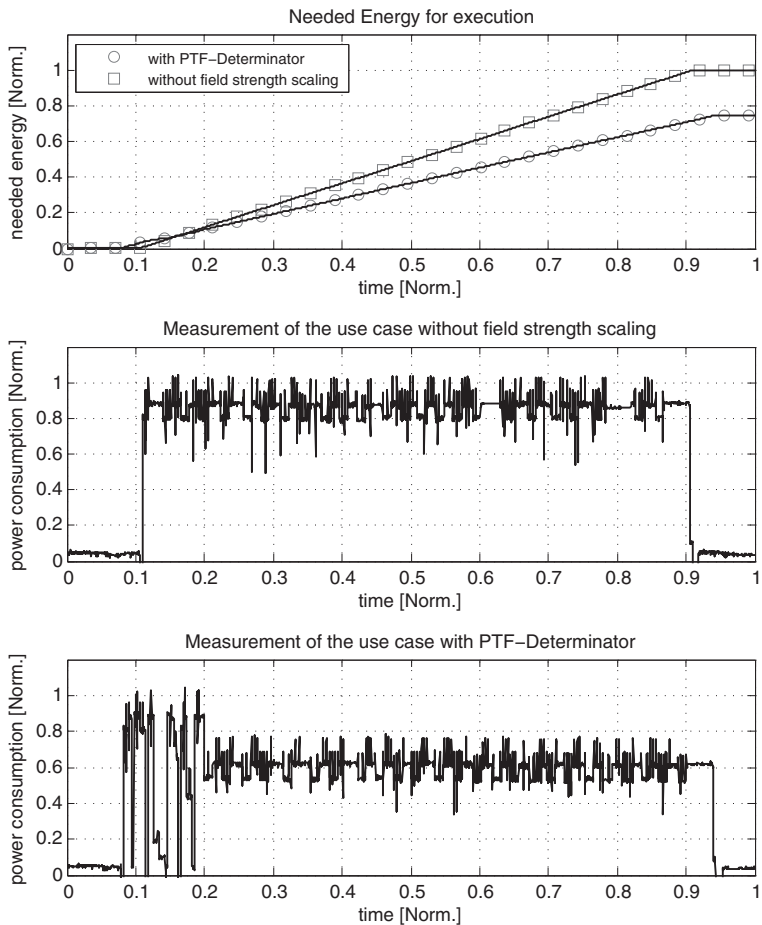 Needed Energy for execution
needed energy [Norm.]
1
0.8
0.6
0.4
0.2
0
with PTF−Determinator
without field strength scaling
0 0.1 0.2 0.3 0.4 0.5 0.6 0.7 0.8 0.9 1
time [Norm.]
Measurement of the use case without field strength scaling
power consumption [Norm.]
1
0.8
0.6
0.4
0.2
0
0 0.1 0.2 0.3 0.4 0.5 0.6 0.7 0.8 0.9 1
time [Norm.]
Measurement of the use case with PTF−Determinator
power consumption [Norm.]
1
0.8
0.6
0.4
0.2
0
0 0.1 0.2 0.3 0.4 0.5 0.6 0.7 0.8 0.9 1
time [Norm.]